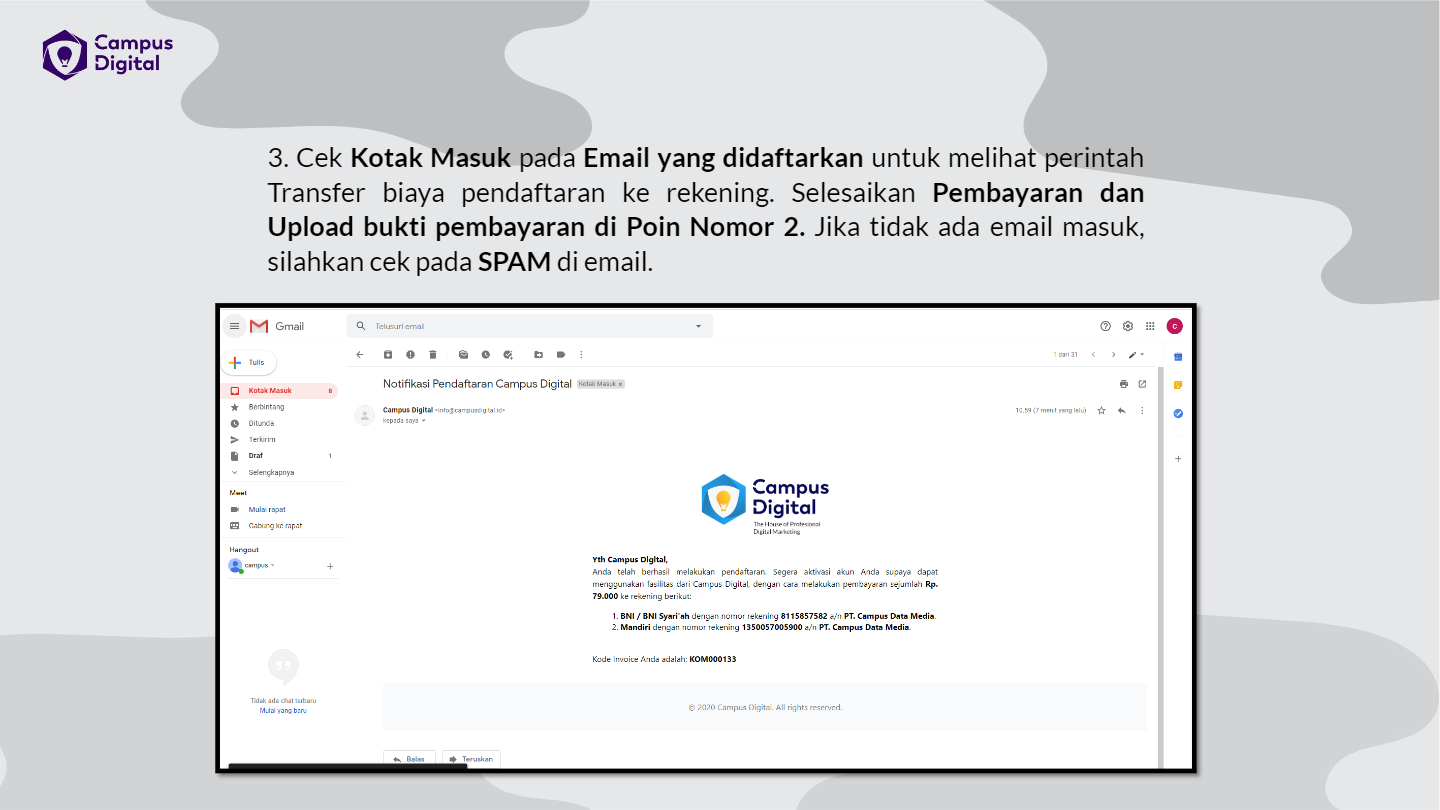 Campus
Digital
3. Cek Kotak Masuk pada Email yang didaftarkan untuk melihat perintah
Transfer biaya pendaftaran ke rekening. Selesaikan Pembayaran dan
Upload bukti pembayaran di Poin Nomor 2. Jika tidak ada email masuk,
silahkan cek pada SPAM di email.
Gmail
Telusuri email
C
Tulis
1 dari 31
Kotak Masuk 8
Berbintang
Ditunda
Terkirim
Draf 1
Selengkapnya
Meet
Mulai rapat
Gabung ke rapat
Hangout
campus
Tidak ada chat terbaru
Mulai yang baru
Notifikasi Pendaftaran Campus Digital Kotak Masuk x
Campus Digital <info@campusdigital.id>
10.59 (7 menit yang lalu)
kepada saya
Campus
Digital
The House of Profesional
Digital Marketing
Yth Campus Digital,
Anda telah berhasil melakukan pendaftaran. Segera aktivasi akun Anda supaya dapat
menggunakan fasilitas dari Campus Digital, dengan cara melakukan pembayaran sejumlah Rp.
79.000 ke rekening berikut:
1. BNI / BNI Syari'ah dengan nomor rekening 8115857582 a/n PT. Campus Data Media.
2. Mandiri dengan nomor rekening 1350057005900 a/n PT. Campus Data Media.
Kode Invoice Anda adalah: KOM000133
© 2020 Campus Digital. All rights reserved.
Balas
Teruskan